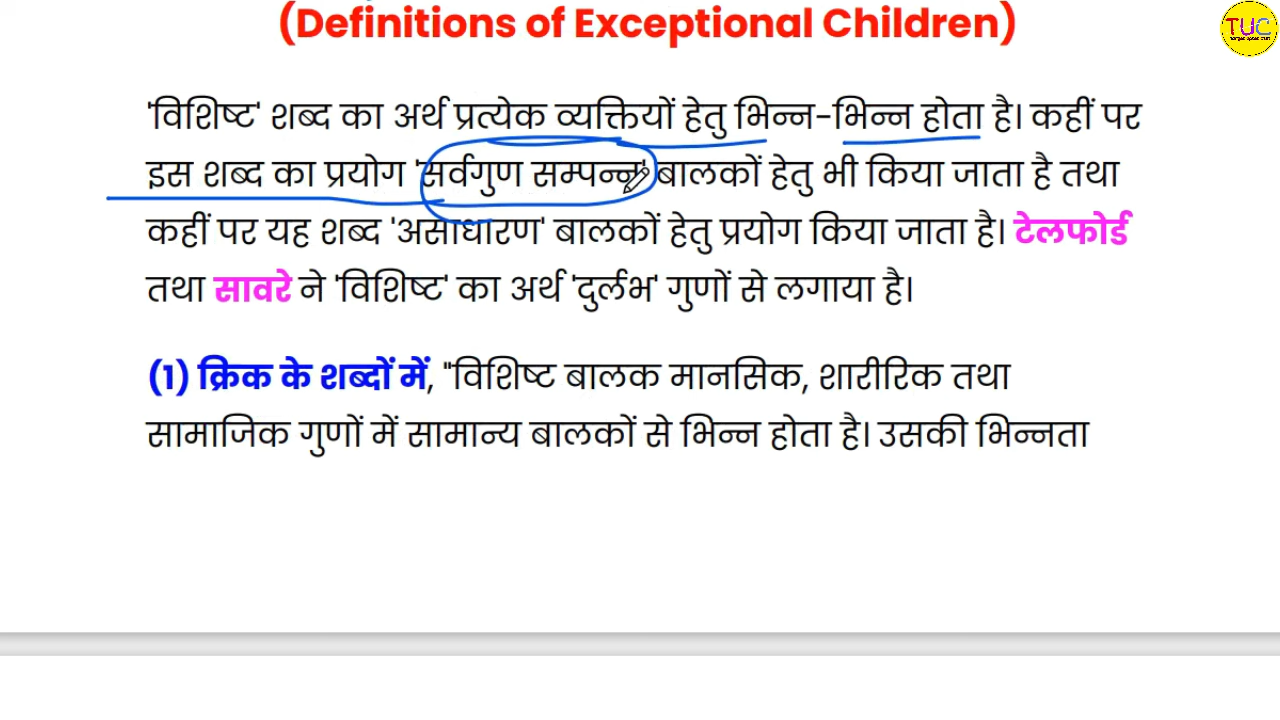 (Definitions of Exceptional Children)
TUC
'विशिष्ट' शब्द का अर्थ प्रत्येक व्यक्तियों हेतु भिन्न-भिन्न होता है। कहीं पर
इस शब्द का प्रयोग 'सर्वगुण सम्पन्न' बालकों हेतु भी किया जाता है तथा
कहीं पर यह शब्द 'असाधारण' बालकों हेतु प्रयोग किया जाता है। टेलफोर्ड
तथा सावरे ने 'विशिष्ट' का अर्थ 'दुर्लभ' गुणों से लगाया है।
(1) क्रिक के शब्दों में, "विशिष्ट बालक मानसिक, शारीरिक तथा
सामाजिक गुणों में सामान्य बालकों से भिन्न होता है। उसकी भिन्नता